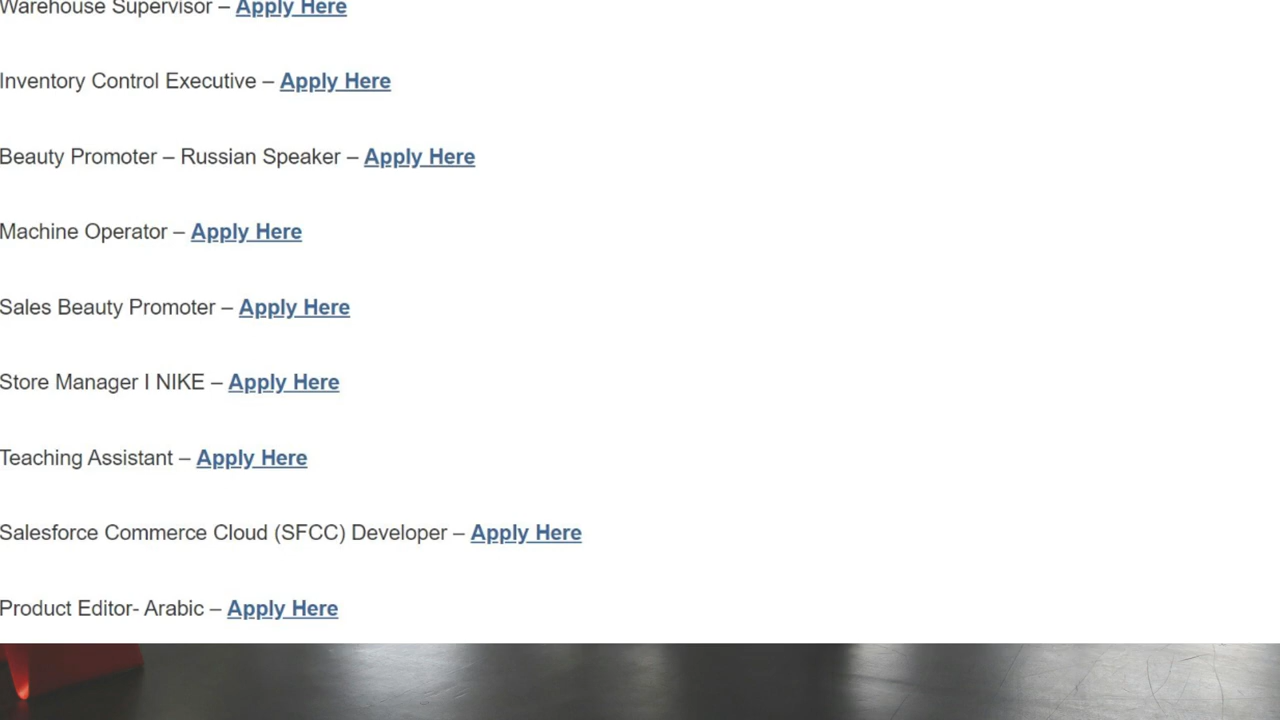 Warehouse Supervisor – Apply Here
Inventory Control Executive – Apply Here
Beauty Promoter – Russian Speaker – Apply Here
Machine Operator – Apply Here
Sales Beauty Promoter – Apply Here
Store Manager I NIKE – Apply Here
Teaching Assistant – Apply Here
Salesforce Commerce Cloud (SFCC) Developer – Apply Here
Product Editor- Arabic – Apply Here